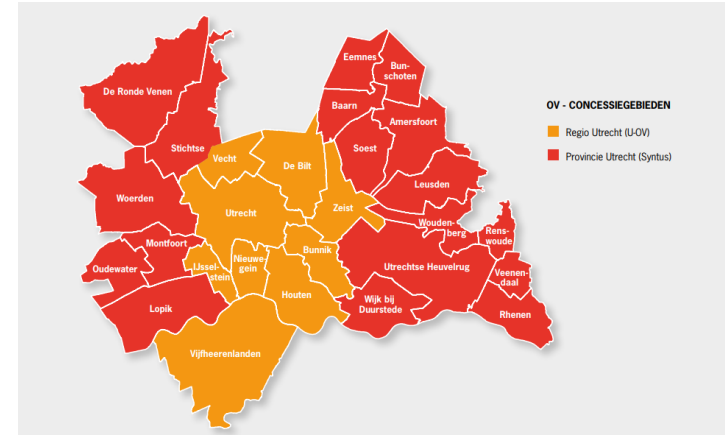 Eemnes
Bun-
schoten
De Ronde Venen
OV - CONCESSIEGEBIEDEN
Baarn
Amersfoort
Regio Utrecht (U-OV)
Stichtse
Soest
Provincie Utrecht (Syntus)
Vecht
De Bilt
Leusden
Woerden
Zeist
Utrecht
Wouden-
berg
Rens-
woude
Montfoort
Bunnik
Oudewater
IJssel-
stein
Nieuwe-
gein
Utrechtse Heuvelrug
Veenen-
daal
Houten
Lopik
Wijk bij
Duurstede
Rhenen
Vijfheerenlanden